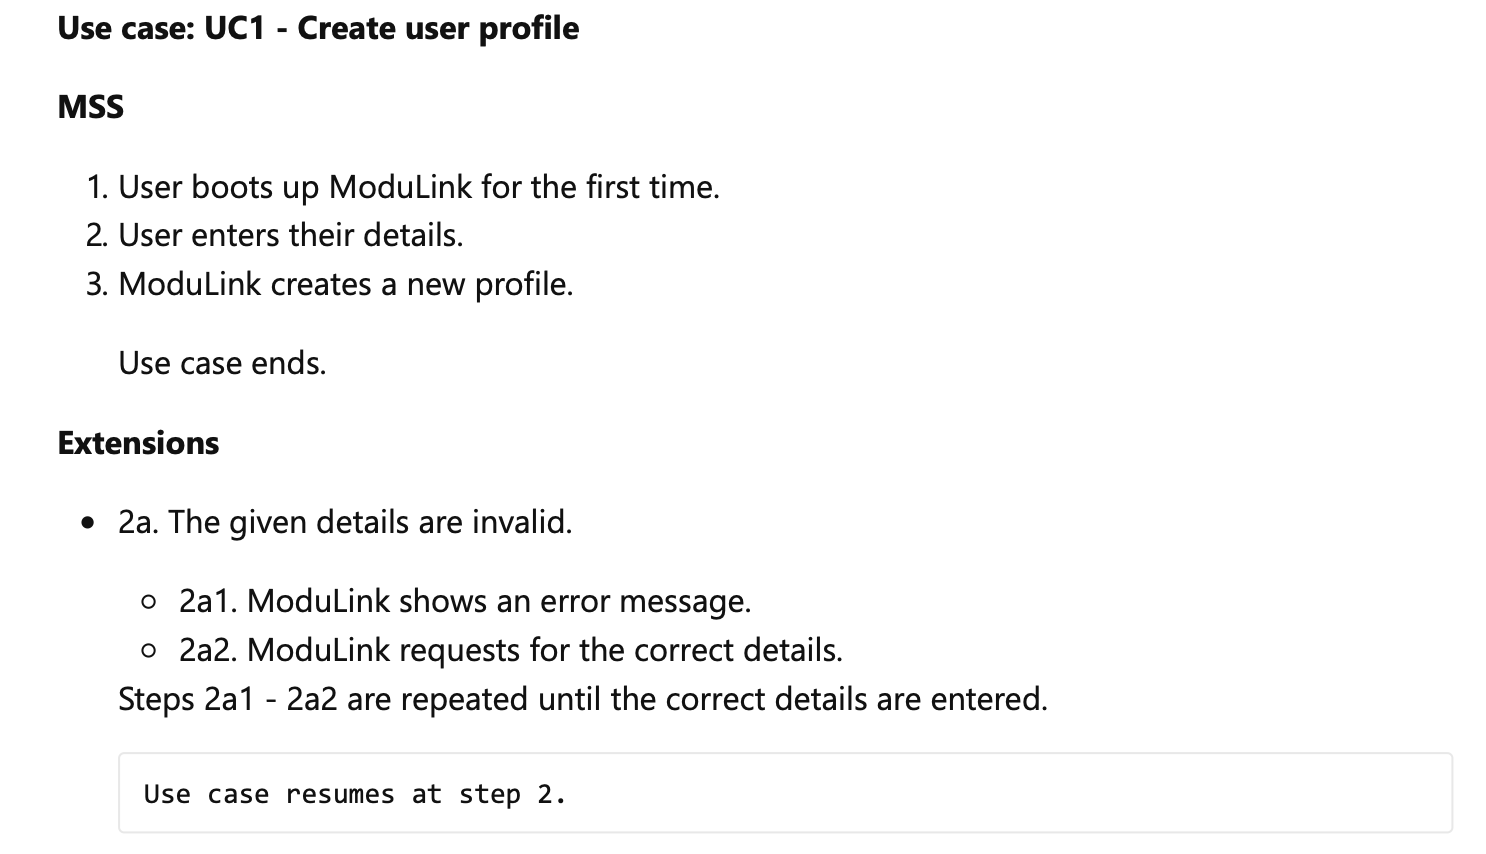 Use case: UC1 - Create user profile
MSS
1. User boots up ModuLink for the first time.
2. User enters their details.
3. ModuLink creates a new profile.
Use case ends.
Extensions
• 2a. The given details are invalid.
○ 2a1. ModuLink shows an error message.
○ 2a2. ModuLink requests for the correct details.
Steps 2a1 - 2a2 are repeated until the correct details are entered.
Use case resumes at step 2.